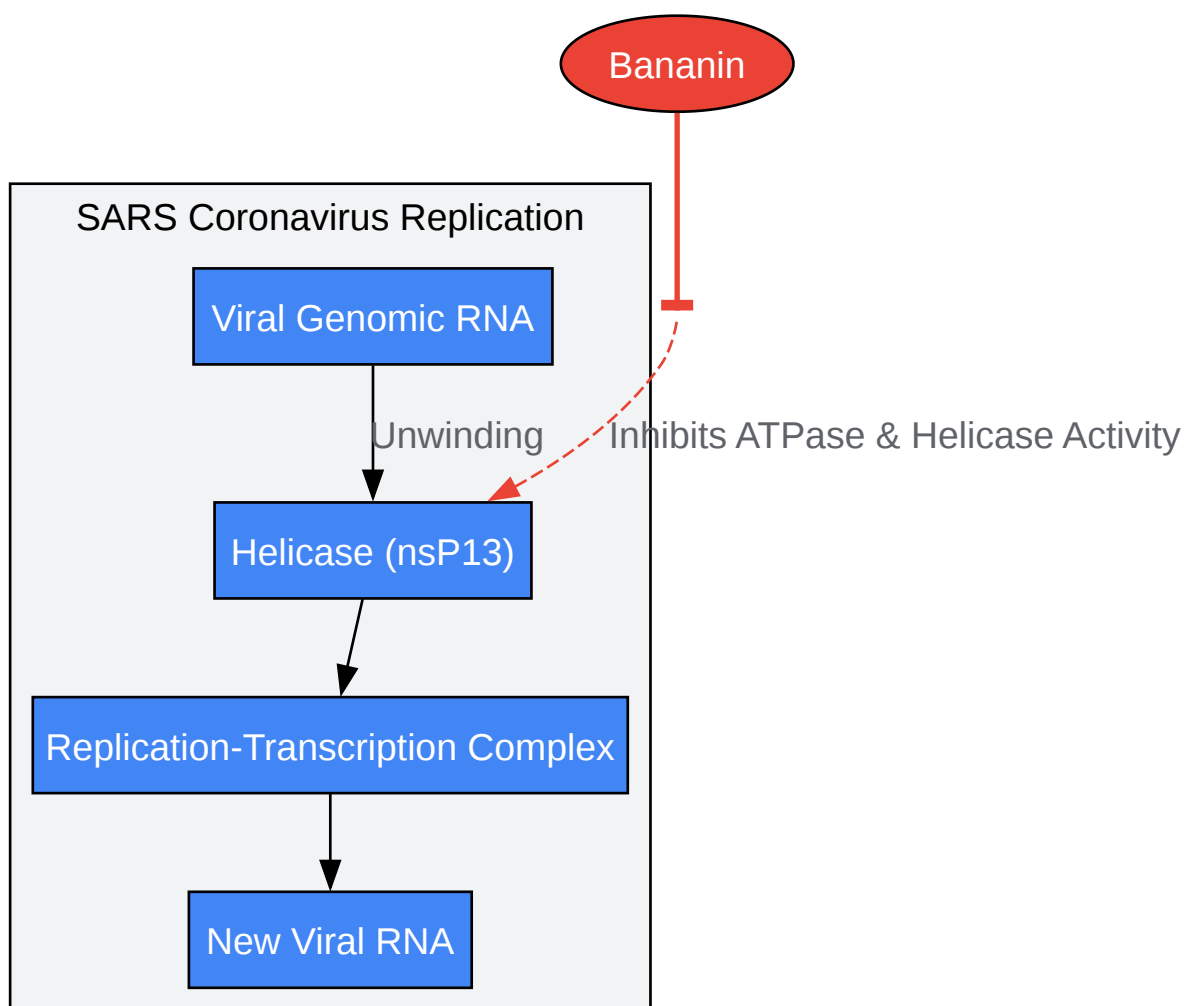 Bananin
SARS Coronavirus Replication
Viral Genomic RNA
Unwinding
Inhibits ATPase & Helicase Activity
Helicase (nsP13)
Replication-Transcription Complex
New Viral RNA